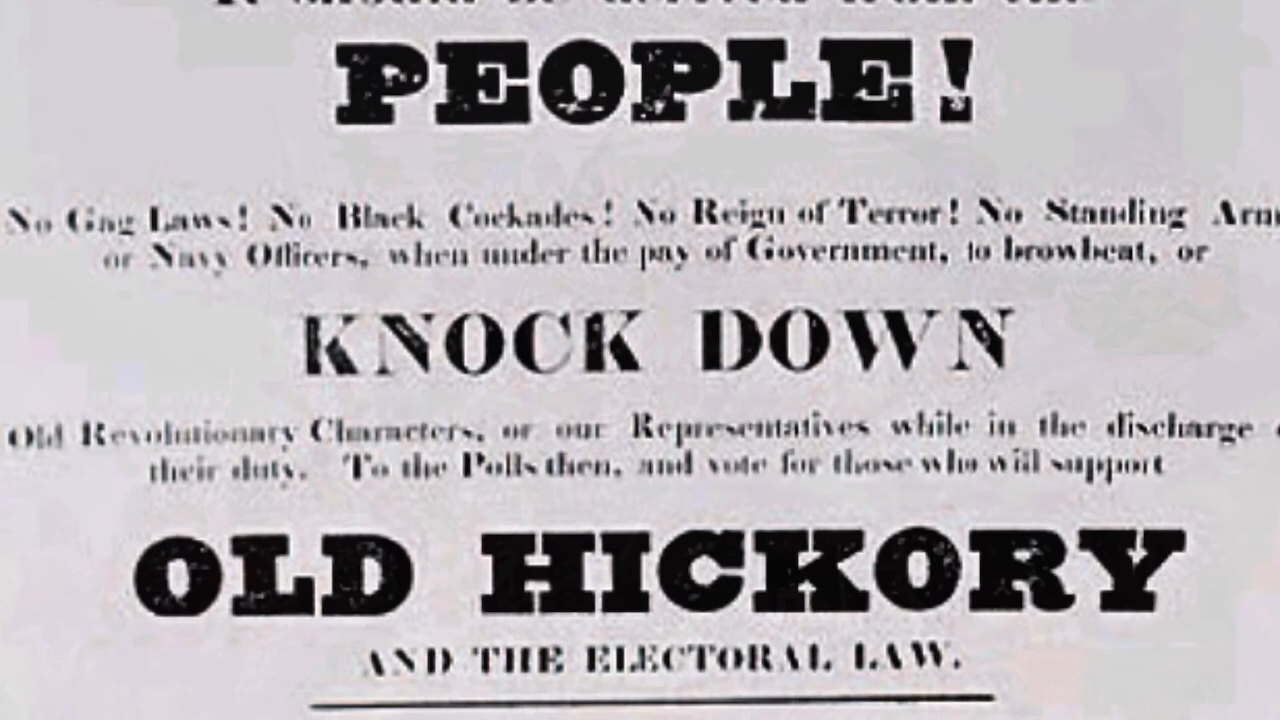 PEOPLE!
No Gag Laws! No Black Cockades! No Reign of Terror! No Standing
or Navy Officers, when under the pay of Government, to browbeat, or
KNOCK DOWN
Old Revolutionary Characters, or our Representatives while in the discharge
their duty. To the Polls then, and vote for those who will support
OLD HICKORY
AND THE ELECTORAL LAW.